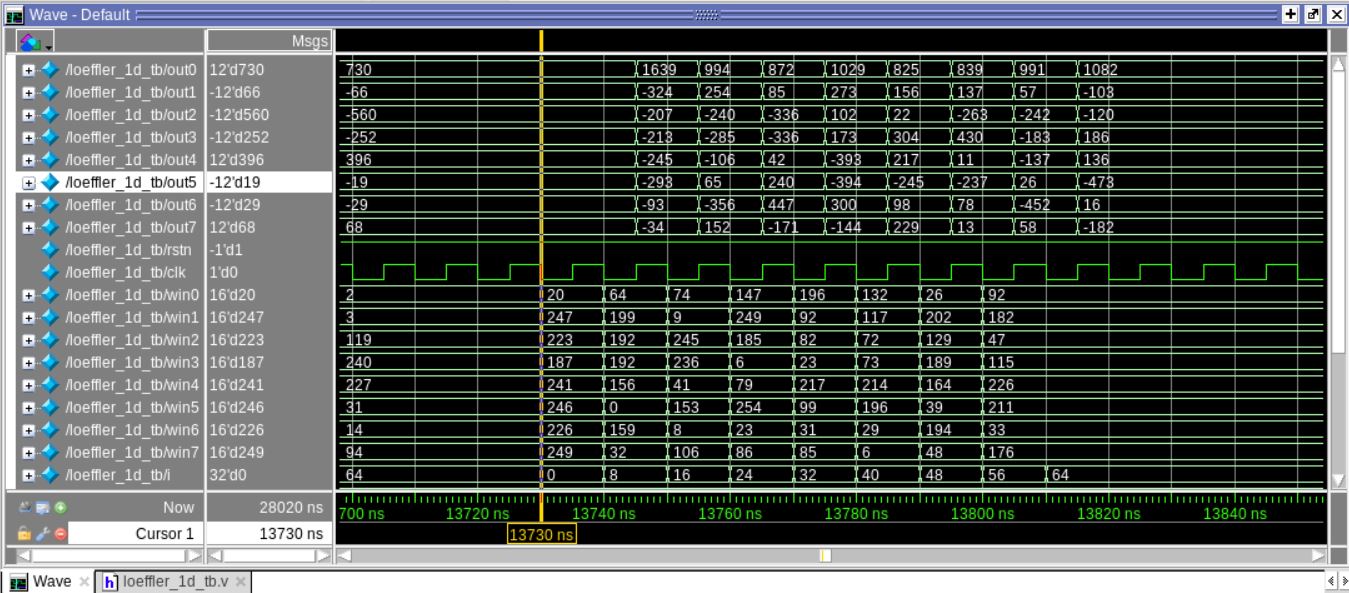 Wave - Default
Msgs
/loeffler_1d_tb/out0 12'd730 730 1639 994 872 1029 825 839 991 1082
/loeffler_1d_tb/out1 -12'd66 -66 -324 254 85 273 156 137 57 -103
/loeffler_1d_tb/out2 -12'd560 -560 -207 -240 -336 102 22 -263 -242 -120
/loeffler_1d_tb/out3 -12'd252 -252 -213 -285 -336 173 304 430 -183 186
/loeffler_1d_tb/out4 12'd396 396 -245 -106 42 -393 217 11 -137 136
/loeffler_1d_tb/out5 -12'd19 -19 -293 65 240 -394 -245 -237 26 -473
/loeffler_1d_tb/out6 -12'd29 -29 -93 -356 447 300 98 78 -452 16
/loeffler_1d_tb/out7 12'd68 68 -34 152 -171 -144 229 13 58 -182
/loeffler_1d_tb/rstn -1'd1
/loeffler_1d_tb/clk 1'd0
/loeffler_1d_tb/win0 16'd20 2 20 64 74 147 196 132 26 92
/loeffler_1d_tb/win1 16'd247 3 247 199 9 249 92 117 202 182
/loeffler_1d_tb/win2 16'd223 119 223 192 245 185 82 72 129 47
/loeffler_1d_tb/win3 16'd187 240 187 192 236 6 23 73 189 115
/loeffler_1d_tb/win4 16'd241 227 241 156 41 79 217 214 164 226
/loeffler_1d_tb/win5 16'd246 31 246 0 153 254 99 196 39 211
/loeffler_1d_tb/win6 16'd226 14 226 159 8 23 31 29 194 33
/loeffler_1d_tb/win7 16'd249 94 249 32 106 86 85 6 48 176
/loeffler_1d_tb/i 32'd0 64 0 8 16 24 32 40 48 56 64
Now 28020 ns 700 ns 13720 ns 13740 ns 13760 ns 13780 ns 13800 ns 13820 ns 13840 ns
Cursor 1 13730 ns 13730 ns
Wave h loeffler_1d_tb.v